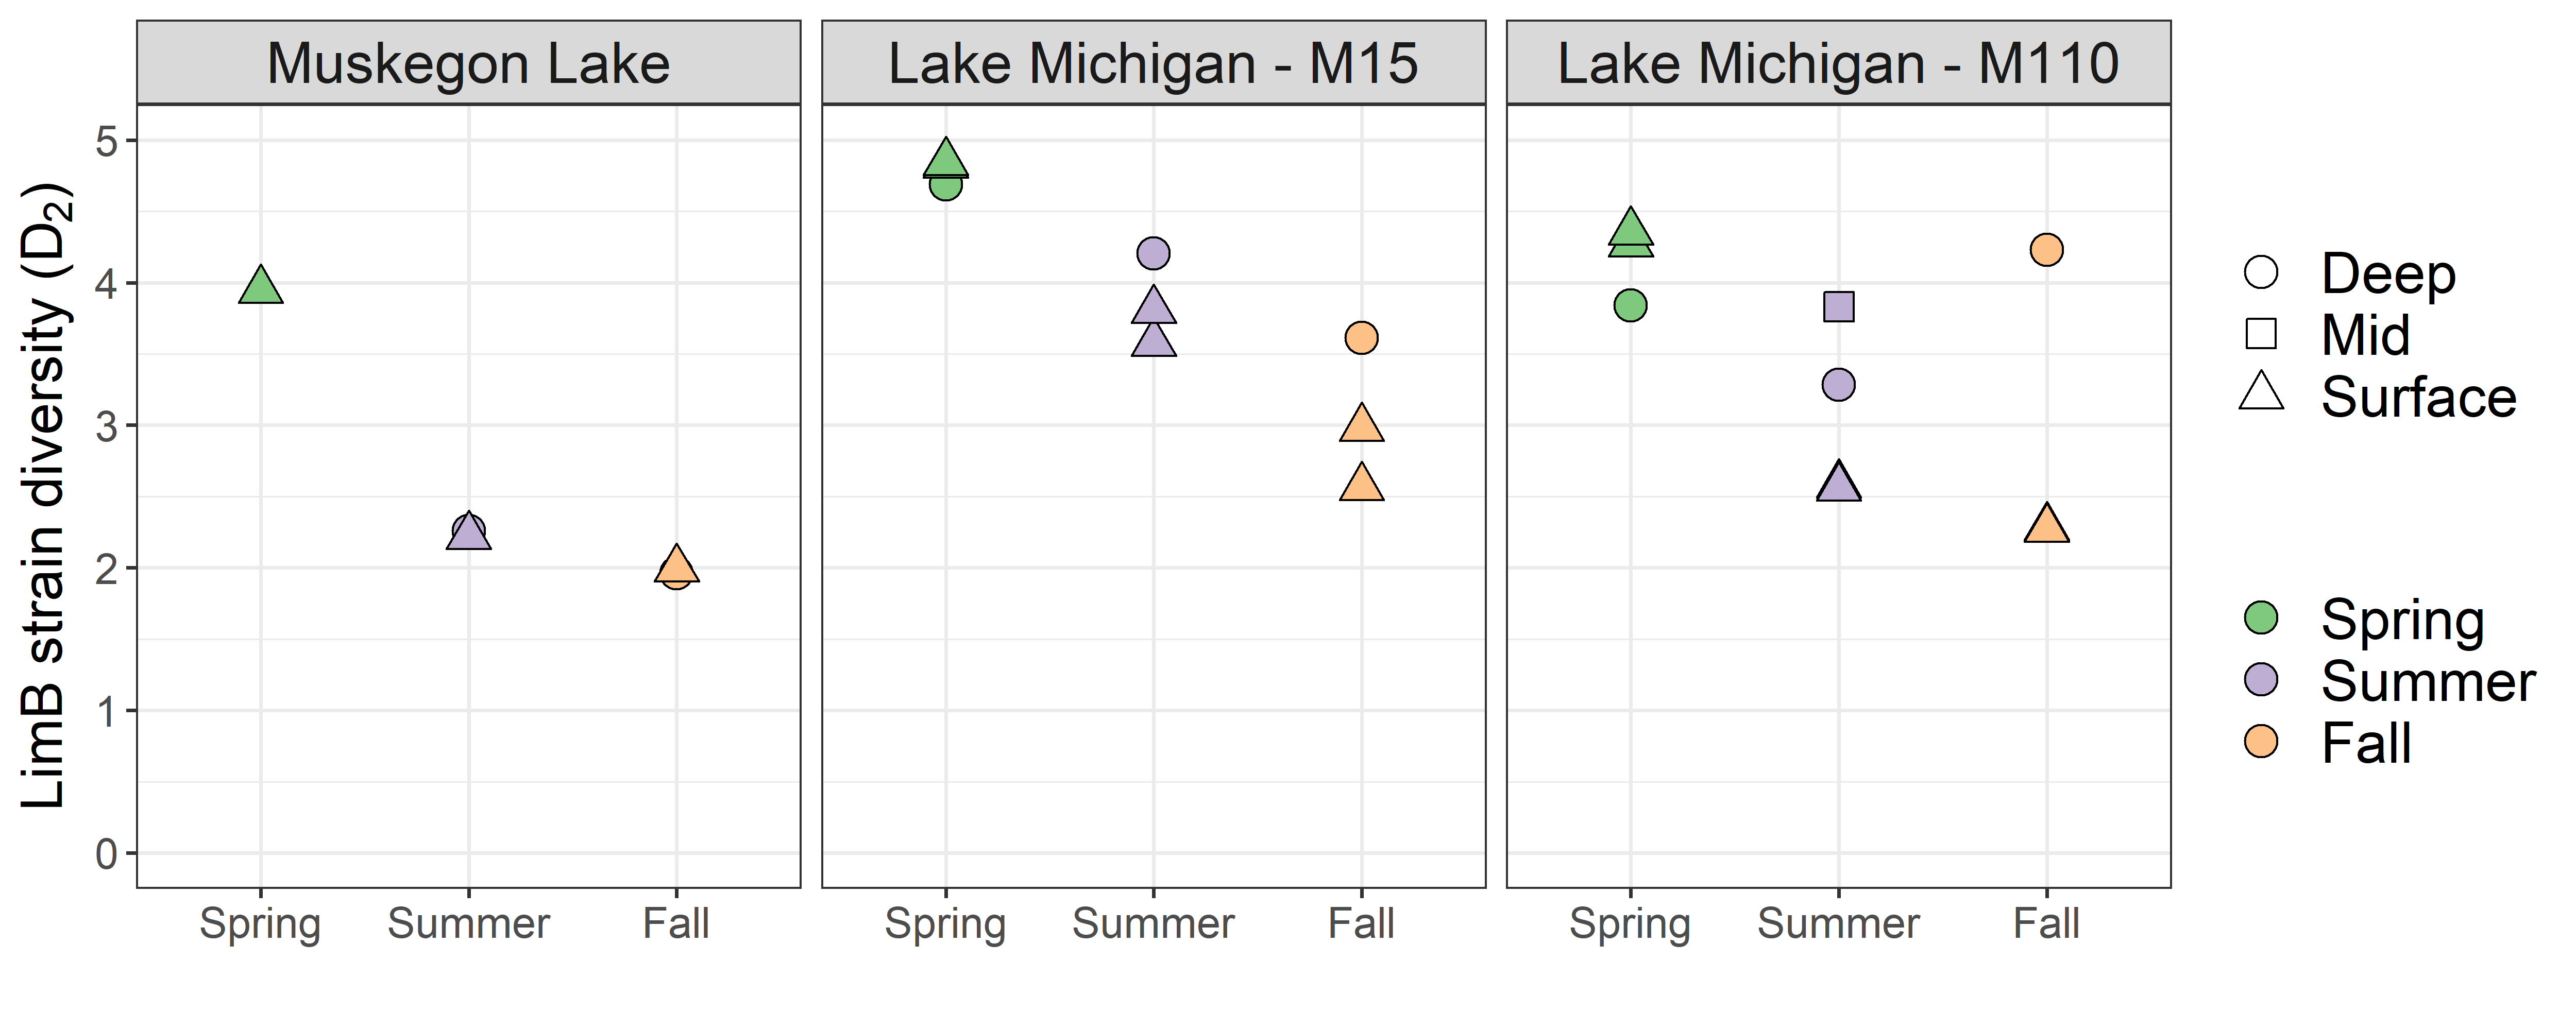 Muskegon Lake
Lake Michigan - M15
Lake Michigan - M110
LimB strain diversity (D₂)
5
4
3
2
1
0
Spring Summer Fall
Spring Summer Fall
Spring Summer Fall
Deep
Mid
Surface
Spring
Summer
Fall